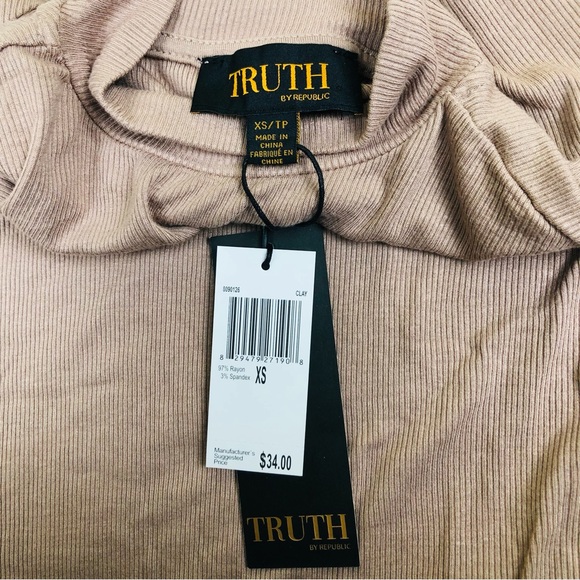 TRUTH
BY REPUBLIC
XS/TP
MADE IN
CHINA
FABRIQUÉ EN
CHINE
0090126 CLAY
8 29479 27190 8
97% Rayon
3% Spandex XS
Manufacturer's
Suggested
Price $34.00
TRUTH
BY REPUBLIC